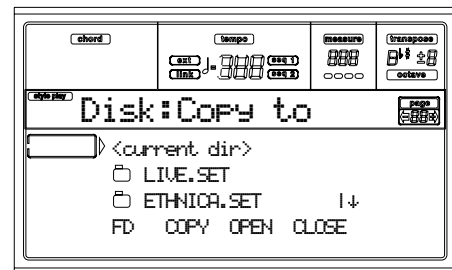 chord tempo measure transpose
ext seq 1
link seq 2
octave
style play Disk:Copy to page
<current dir>
LIVE.SET
ETHNICA.SET
FD COPY OPEN CLOSE